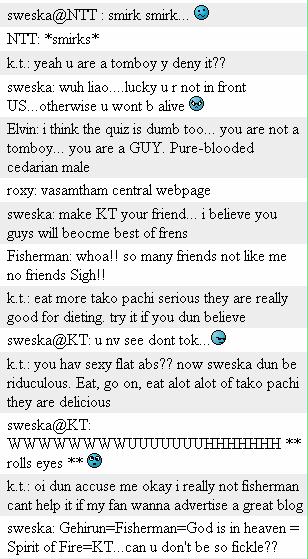 sweska@NTT : smirk smirk...
NTT: *smirks*
k.t.: yeah u are a tomboy y deny it??
sweska: wuh liao....lucky u r not in front
US...otherwise u wont b alive
Elvin: i think the quiz is dumb too... you are not a
tomboy... you are a GUY. Pure-blooded
cedarian male
roxy: vasamtham central webpage
sweska: make KT your friend... i believe you
guys will beocme best of frens
Fisherman: whoa!! so many friends not like me
no friends Sigh!!
k.t.: eat more tako pachi serious they are really
good for dieting. try it if you dun believe
sweska@KT: u nv see dont tok...
k.t.: you hav sexy flat abs?? now sweska dun be
riduculous. Eat, go on, eat alot alot of tako pachi
they are delicious
sweska@KT:
WWWWWWWWUUUUUUUHHHHHHH **
rolls eyes **
k.t.: oi dun accuse me okay i really not fisherman
cant help it if my fan wanna advertise a great blog
sweska: Gehirun=Fisherman=God is in heaven =
Spirit of Fire=KT...can u don't be so fickle??